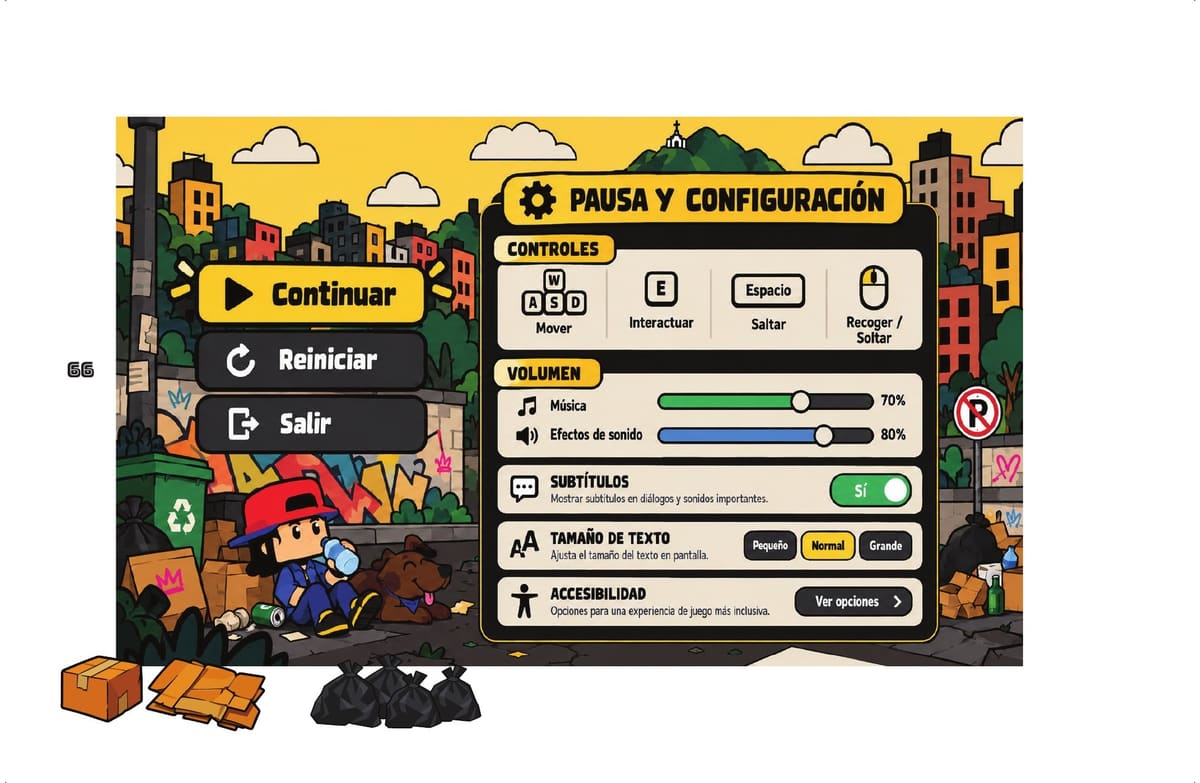 66
PAUSA Y CONFIGURACIÓN
Continuar
Reiniciar
Salir
CONTROLES
W
A S D
Mover
E
Interactuar
Espacio
Saltar
Recoger /
Soltar
VOLUMEN
Música
70%
Efectos de sonido
80%
SUBTÍTULOS
Mostrar subtítulos en diálogos y sonidos importantes.
Sí
TAMAÑO DE TEXTO
Ajusta el tamaño del texto en pantalla.
Pequeño
Normal
Grande
ACCESIBILIDAD
Opciones para una experiencia de juego más inclusiva.
Ver opciones
P